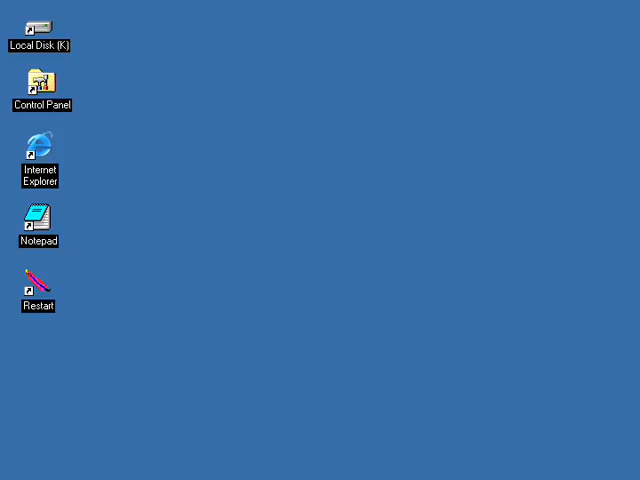 Local Disk (K)
Control Panel
Internet
Explorer
Notepad
Restart